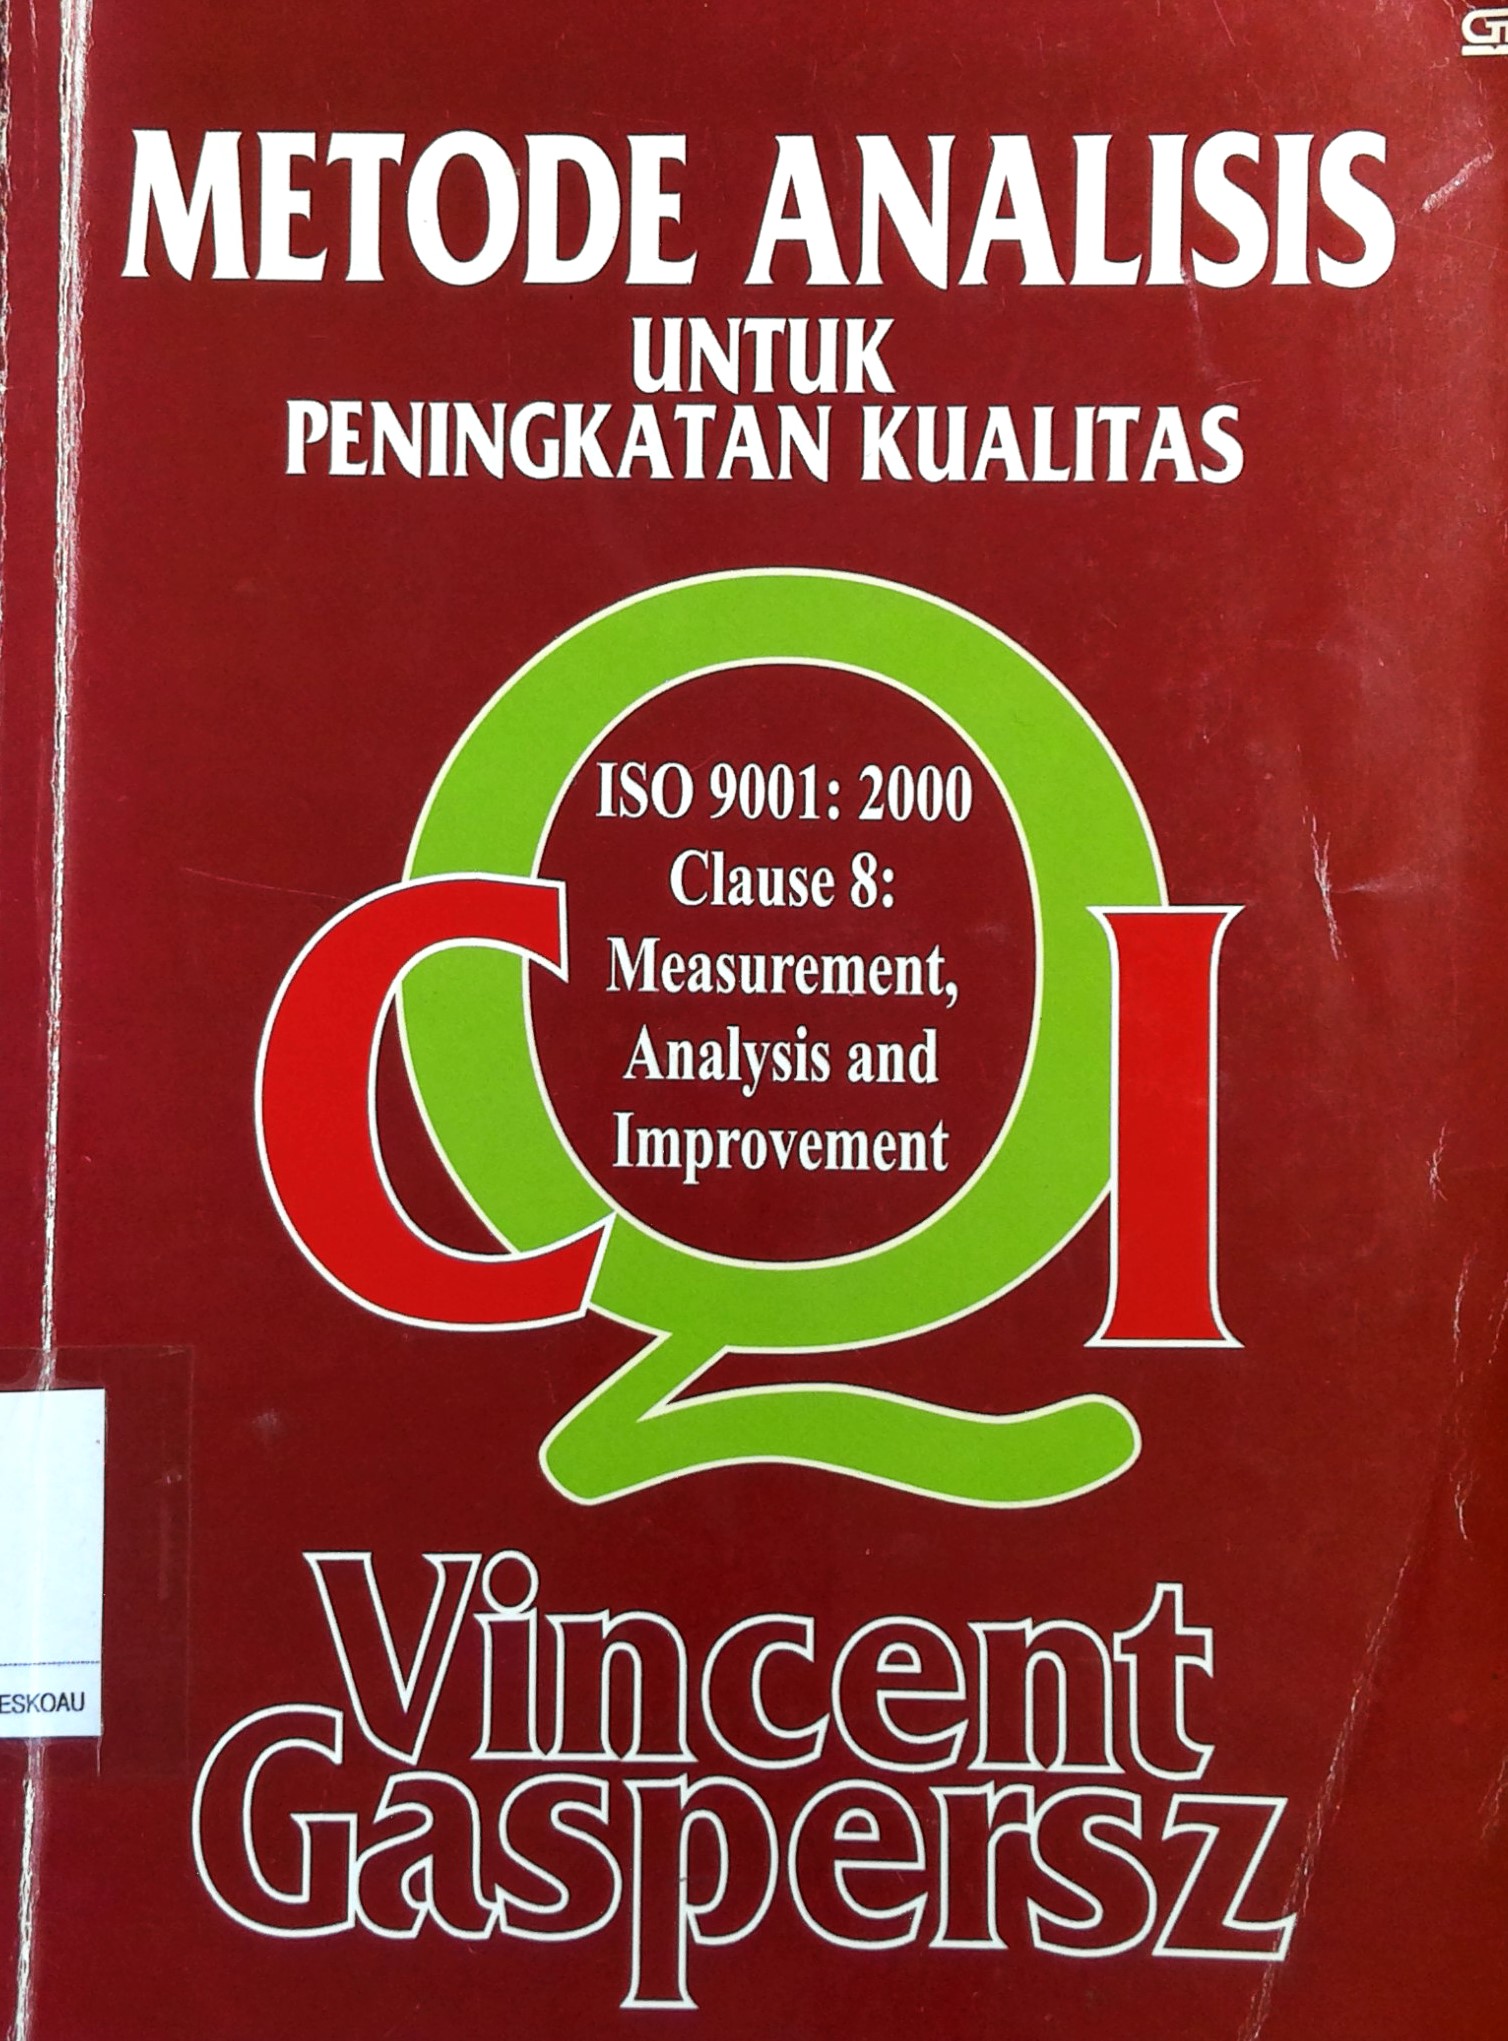 METODE ANALISIS
UNTUK
PENINGKATAN KUALITAS
ISO 9001: 2000
Clause 8:
Measurement,
Analysis and
Improvement
CQI
ESKOAU
Vincent
Gaspersz